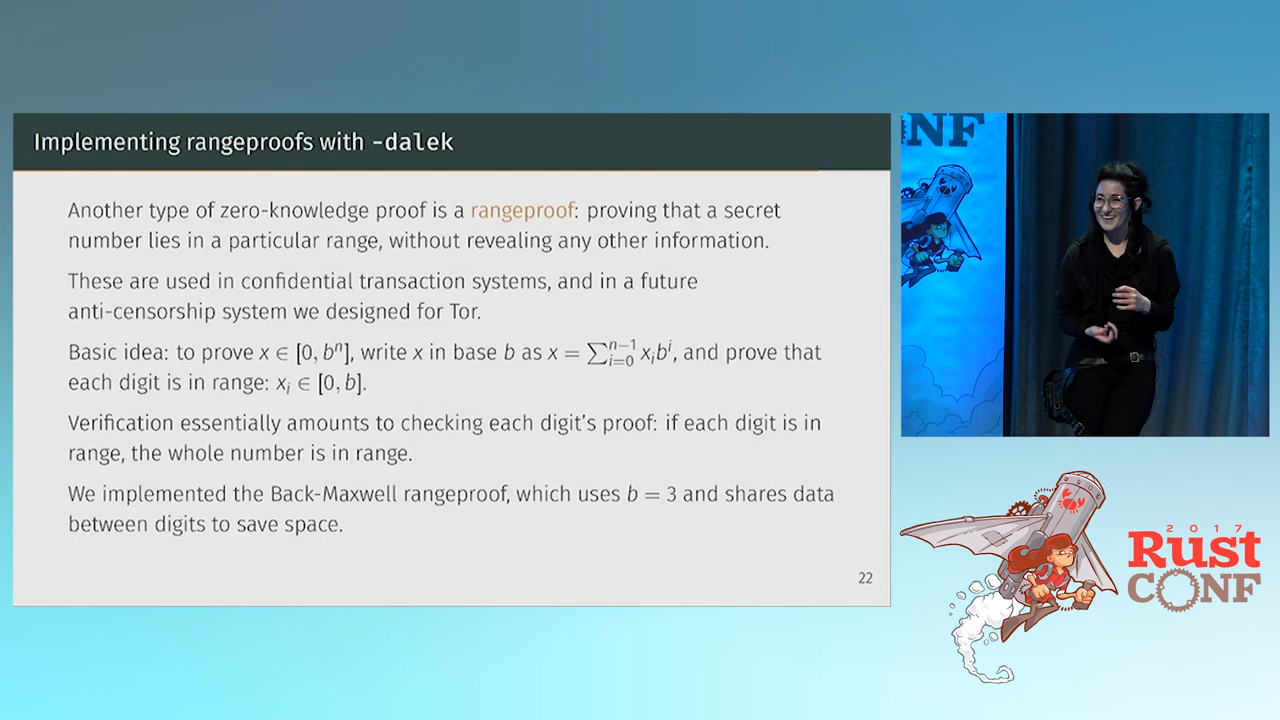 Implementing rangeproofs with -dalek
Another type of zero-knowledge proof is a rangeproof: proving that a secret
number lies in a particular range, without revealing any other information.
These are used in confidential transaction systems, and in a future
anti-censorship system we designed for Tor.
Basic idea: to prove x ∈ [0, bⁿ], write x in base b as x = ∑ⁿ⁻¹ᵢ₌₀ xᵢbⁱ, and prove that
each digit is in range: xᵢ ∈ [0, b].
Verification essentially amounts to checking each digit's proof: if each digit is in
range, the whole number is in range.
We implemented the Back-Maxwell rangeproof, which uses b = 3 and shares data
between digits to save space.
22
NF
2017
Rust
CONF